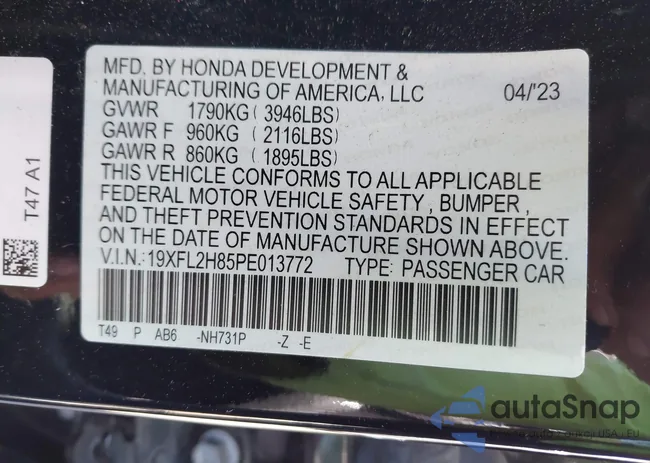 MFD. BY HONDA DEVELOPMENT &
MANUFACTURING OF AMERICA, LLC 04/'23
GVWR 1790KG ( 3946LBS)
GAWR F 960KG ( 2116LBS)
GAWR R 860KG ( 1895LBS)
THIS VEHICLE CONFORMS TO ALL APPLICABLE
FEDERAL MOTOR VEHICLE SAFETY , BUMPER ,
AND THEFT PREVENTION STANDARDS IN EFFECT
ON THE DATE OF MANUFACTURE SHOWN ABOVE.
V.I.N.: 19XFL2H85PE013772 TYPE: PASSENGER CAR
T49 P AB6 -NH731P -Z -E
T47 A1
autoSnap